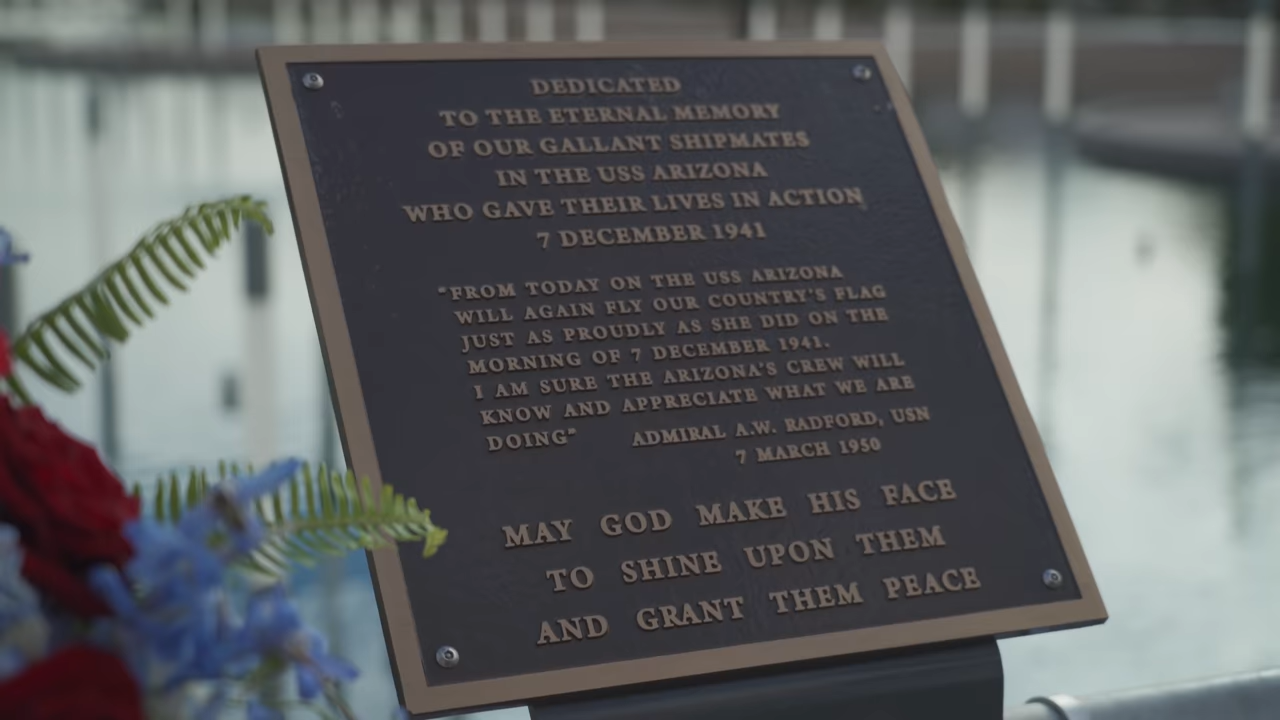 DEDICATED
TO THE ETERNAL MEMORY
OF OUR GALLANT SHIPMATES
IN THE USS ARIZONA
WHO GAVE THEIR LIVES IN ACTION
7 DECEMBER 1941
"FROM TODAY ON THE USS ARIZONA
WILL AGAIN FLY OUR COUNTRY'S FLAG
JUST AS PROUDLY AS SHE DID ON THE
MORNING OF 7 DECEMBER 1941.
I AM SURE THE ARIZONA'S CREW WILL
KNOW AND APPRECIATE WHAT WE ARE
DOING" ADMIRAL A.W. RADFORD, USN
7 MARCH 1950
MAY GOD MAKE HIS FACE
TO SHINE UPON THEM
AND GRANT THEM PEACE